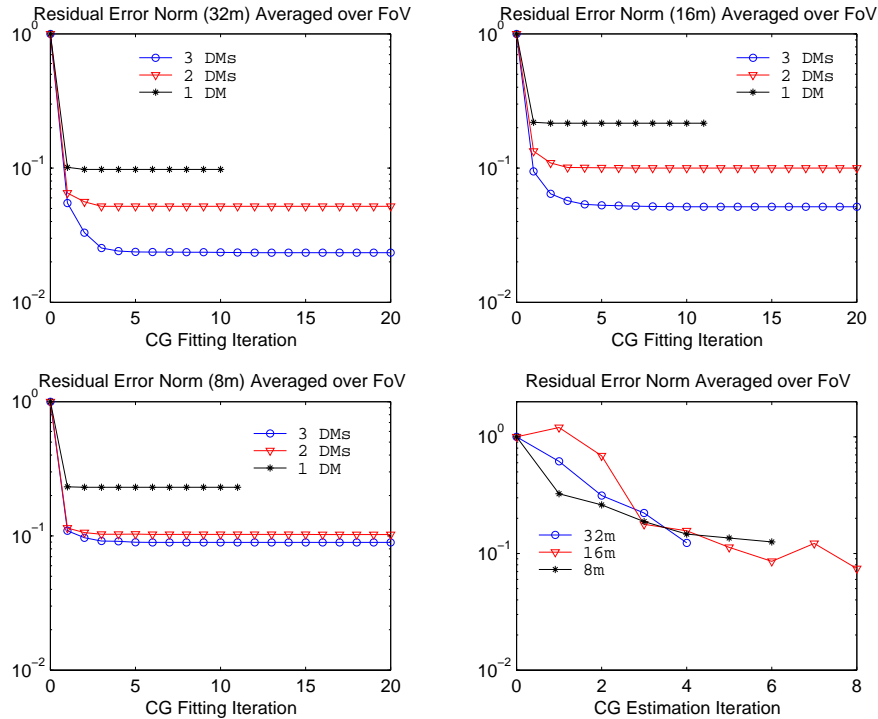 Residual Error Norm (32m) Averaged over FoV
10^0
10^-1
10^-2
3 DMs
2 DMs
1 DM
0 5 10 15 20
CG Fitting Iteration
Residual Error Norm (16m) Averaged over FoV
10^0
10^-1
10^-2
3 DMs
2 DMs
1 DM
0 5 10 15 20
CG Fitting Iteration
Residual Error Norm (8m) Averaged over FoV
10^0
10^-1
10^-2
3 DMs
2 DMs
1 DM
0 5 10 15 20
CG Fitting Iteration
Residual Error Norm Averaged over FoV
10^0
10^-1
10^-2
32m
16m
8m
0 2 4 6 8
CG Estimation Iteration